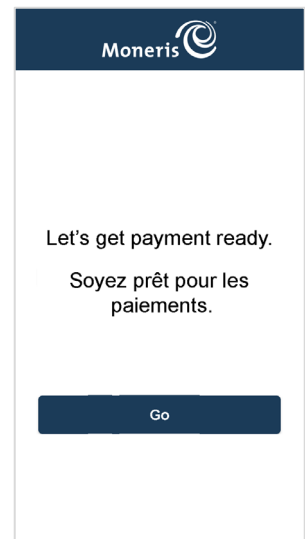 Moneris
Let's get payment ready.
Soyez prêt pour les
paiements.
Go